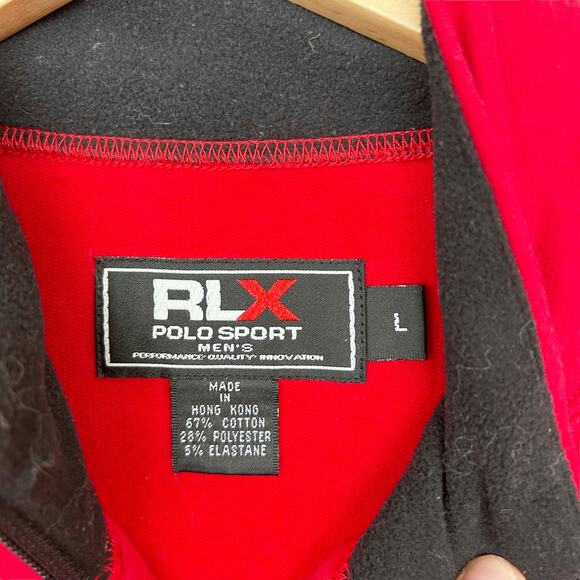 RLX
POLO SPORT
MEN'S
PERFORMANCE· QUALITY· INNOVATION
L
MADE
IN
HONG KONG
67% COTTON
28% POLYESTER
5% ELASTANE